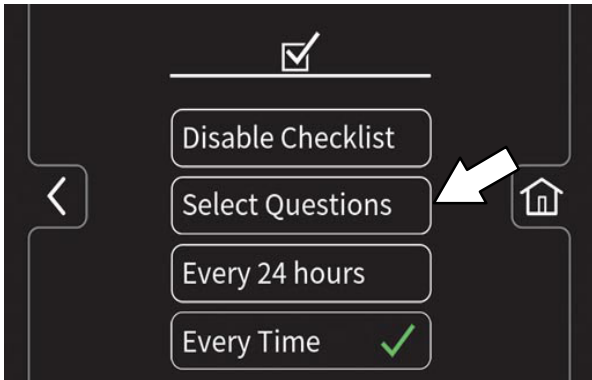 Disable Checklist
Select Questions
Every 24 hours
Every Time